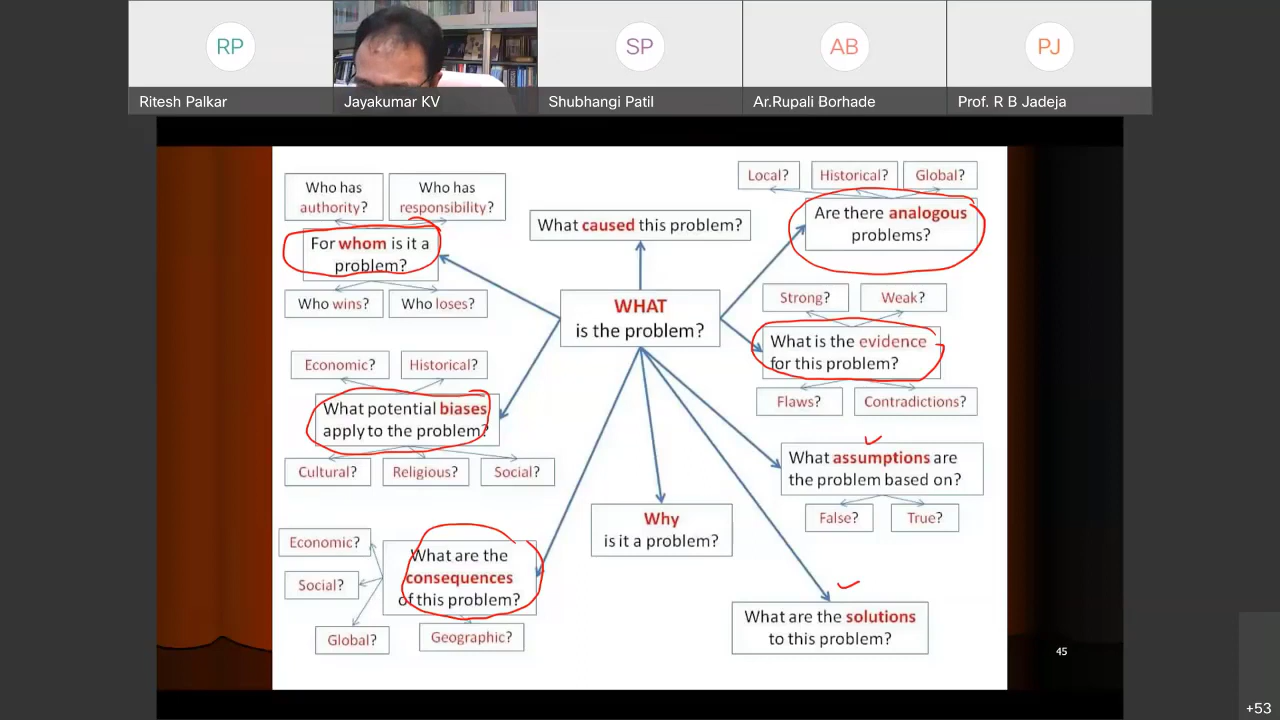 RP
SP
AB
PJ
Ritesh Palkar
Jayakumar KV
Shubhangi Patil
Ar.Rupali Borhade
Prof. R B Jadeja
Who has
authority?
Who has
responsibility?
For whom is it a
problem?
Who wins?
Who loses?
What caused this problem?
Local?
Historical?
Global?
Are there analogous
problems?
WHAT
is the problem?
Strong?
Weak?
What is the evidence
for this problem?
Flaws?
Contradictions?
Economic?
Historical?
What potential biases
apply to the problem?
Cultural?
Religious?
Social?
What assumptions are
the problem based on?
False?
True?
Why
is it a problem?
Economic?
Social?
Global?
What are the
consequences
of this problem?
Geographic?
What are the solutions
to this problem?
45
+53